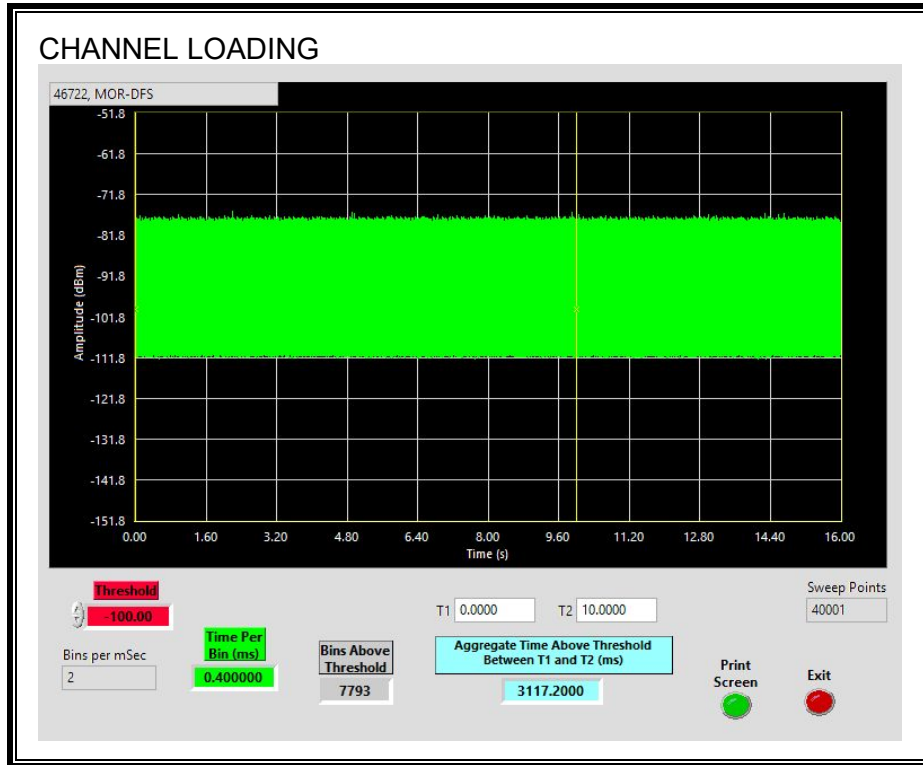 CHANNEL LOADING
46722, MOR-DFS
-51.8
-61.8
-71.8
-81.8
-91.8
-101.8
-111.8
-121.8
-131.8
-141.8
-151.8
Amplitude (dBm)
0.00 1.60 3.20 4.80 6.40 8.00 9.60 11.20 12.80 14.40 16.00
Time (s)
Threshold
-100.00
Bins per mSec
2
Time Per
Bin (ms)
0.400000
Bins Above
Threshold
7793
T1 0.0000 T2 10.0000
Aggregate Time Above Threshold
Between T1 and T2 (ms)
3117.2000
Sweep Points
40001
Print
Screen
Exit